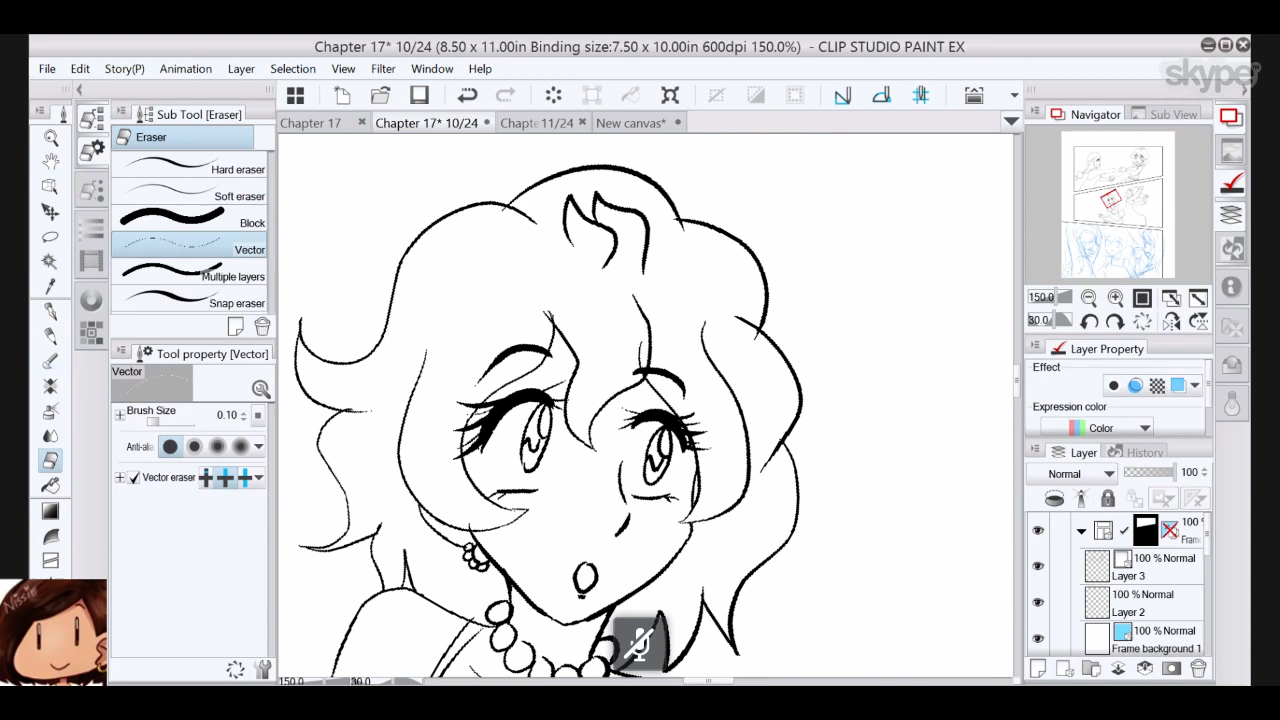 Chapter 17* 10/24 (8.50 x 11.00in Binding size:7.50 x 10.00in 600dpi 150.0%) - CLIP STUDIO PAINT EX
skype
File Edit Story(P) Animation Layer Selection View Filter Window Help
Sub Tool [Eraser]
Eraser
Hard eraser
Soft eraser
Block
Vector
Multiple layers
Snap eraser
Tool property [Vector]
Vector
Brush Size 0.10
Anti-alia
Vector eraser
Chapter 17 Chapter 17* 10/24 Chapte 11/24 New canvas*
150.0 30.0
Navigator Sub View
150.0
30.0
Layer Property
Effect
Expression color
Color
Layer History
Normal 100
100 %
Frame
100 % Normal
Layer 3
100 % Normal
Layer 2
100 % Normal
Frame background 1
Nissie